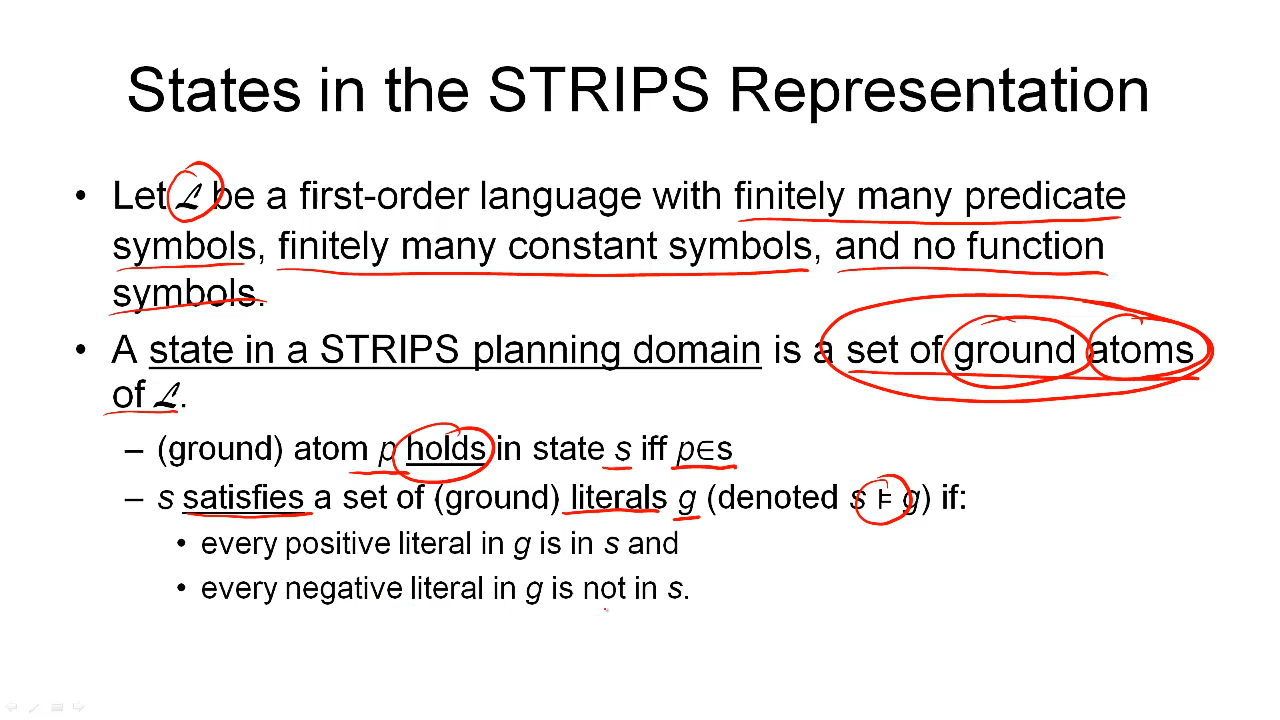 States in the STRIPS Representation
• Let ℒ be a first-order language with finitely many predicate
symbols, finitely many constant symbols, and no function
symbols.
• A state in a STRIPS planning domain is a set of ground atoms
of ℒ.
– (ground) atom p holds in state s iff p∈s
– s satisfies a set of (ground) literals g (denoted s ⊧ g) if:
• every positive literal in g is in s and
• every negative literal in g is not in s.